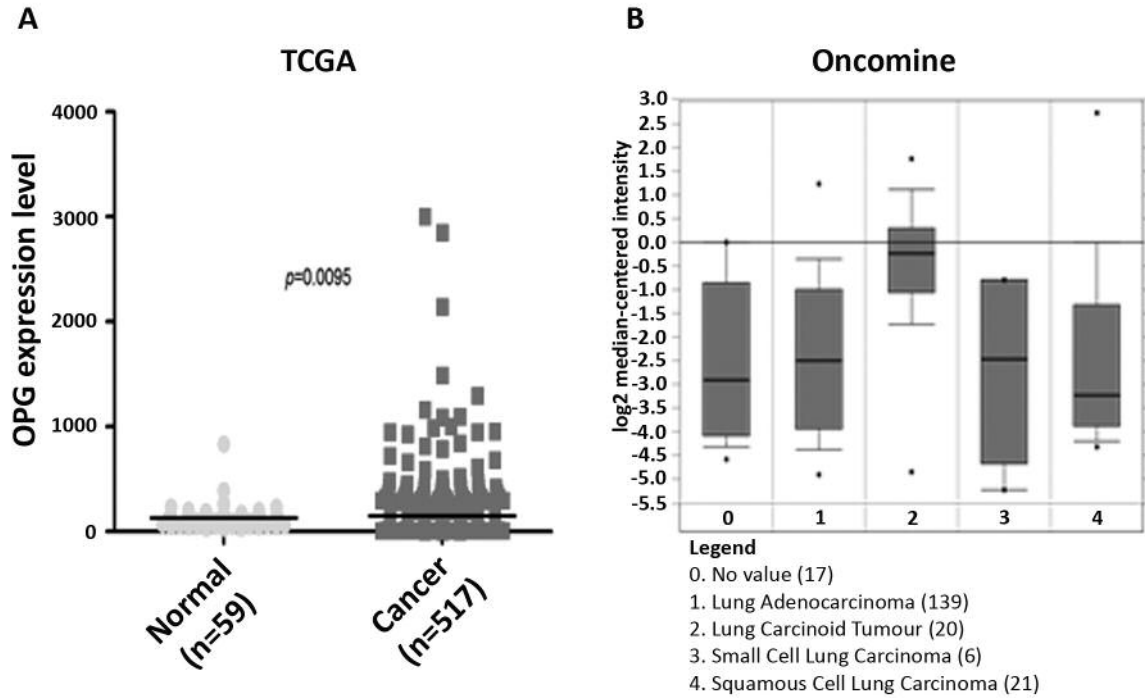 A
TCGA
OPG expression level
4000
3000
2000
1000
0
p=0.0095
Normal
(n=59)
Cancer
(n=517)
B
Oncomine
log2 median-centered intensity
3.0
2.5
2.0
1.5
1.0
0.5
0.0
-0.5
-1.0
-1.5
-2.0
-2.5
-3.0
-3.5
-4.0
-4.5
-5.0
-5.5
0 1 2 3 4
Legend
0. No value (17)
1. Lung Adenocarcinoma (139)
2. Lung Carcinoid Tumour (20)
3. Small Cell Lung Carcinoma (6)
4. Squamous Cell Lung Carcinoma (21)